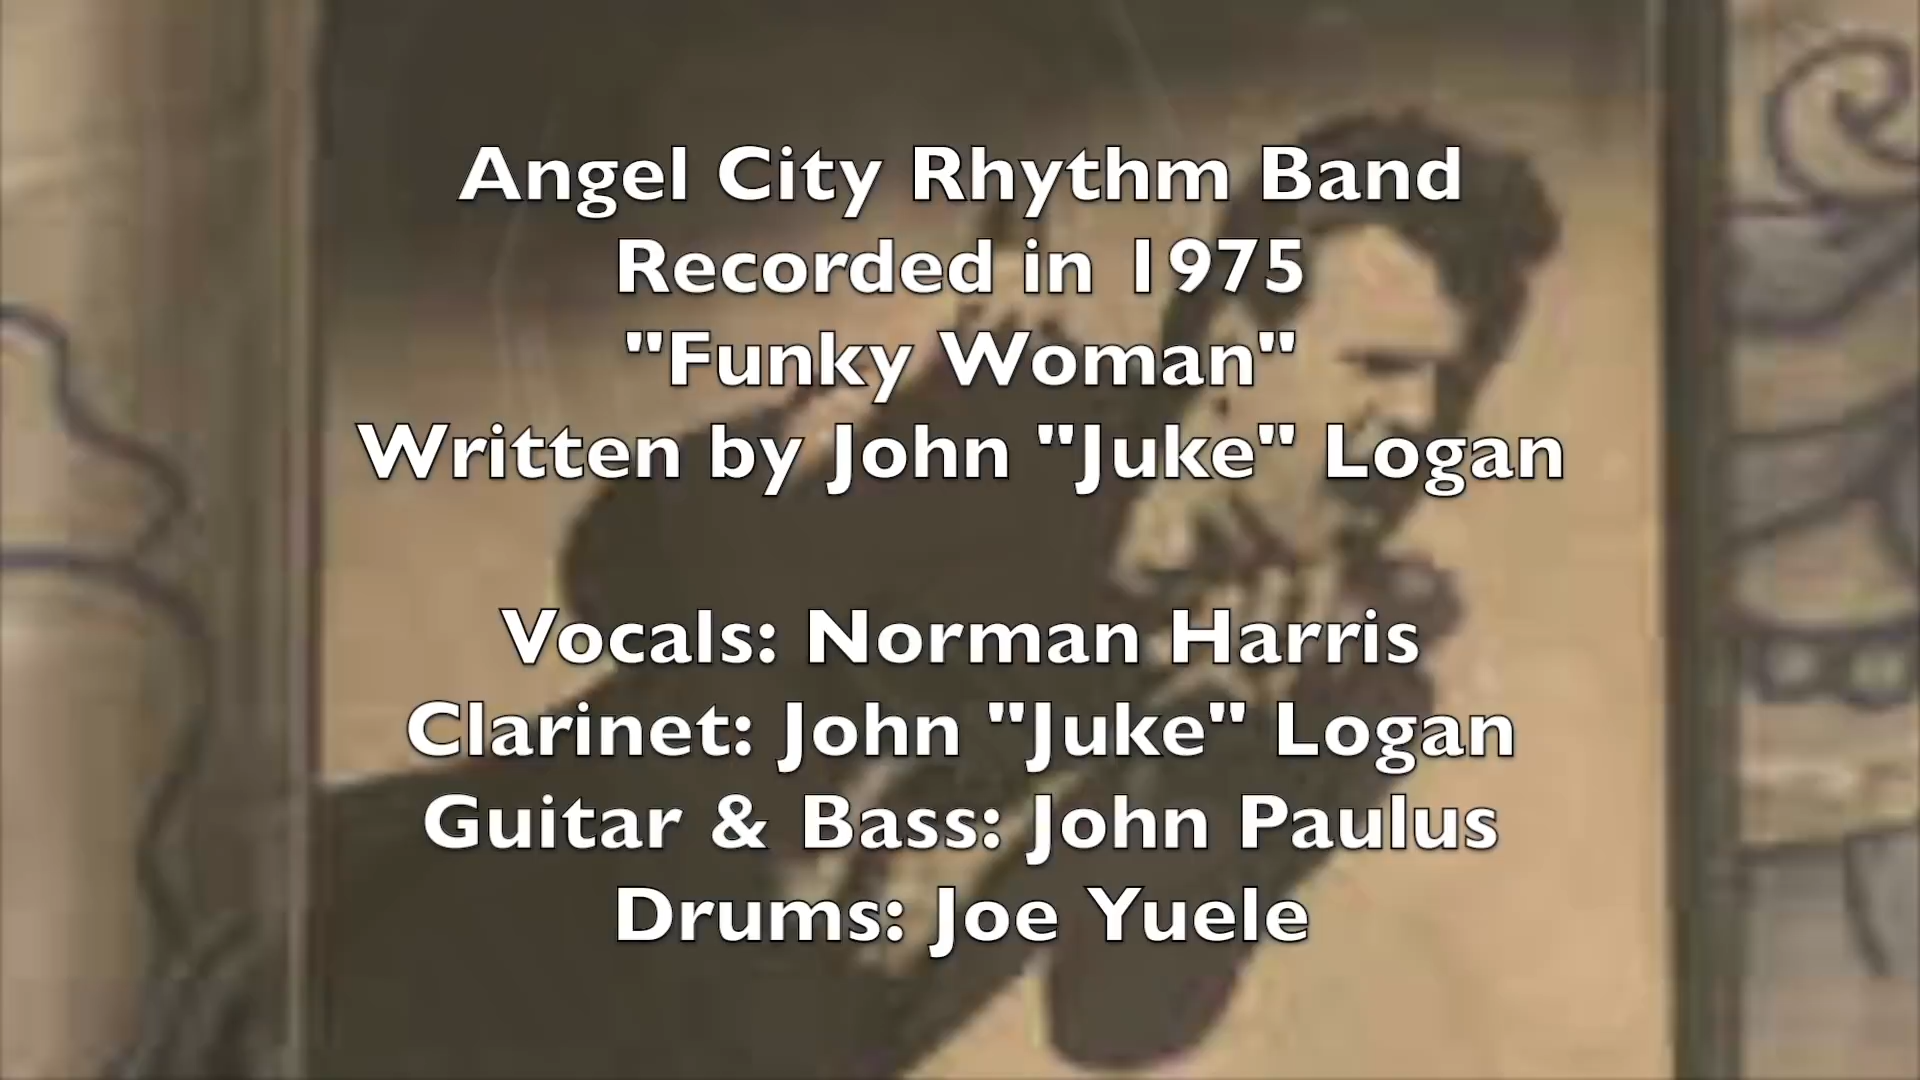 Angel City Rhythm Band
Recorded in 1975
"Funky Woman"
Written by John "Juke" Logan
Vocals: Norman Harris
Clarinet: John "Juke" Logan
Guitar & Bass: John Paulus
Drums: Joe Yuele